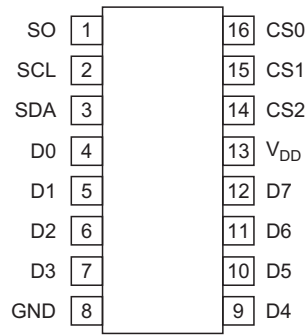 SO 1 16 CS0
SCL 2 15 CS1
SDA 3 14 CS2
D0 4 13 VDD
D1 5 12 D7
D2 6 11 D6
D3 7 10 D5
GND 8 9 D4